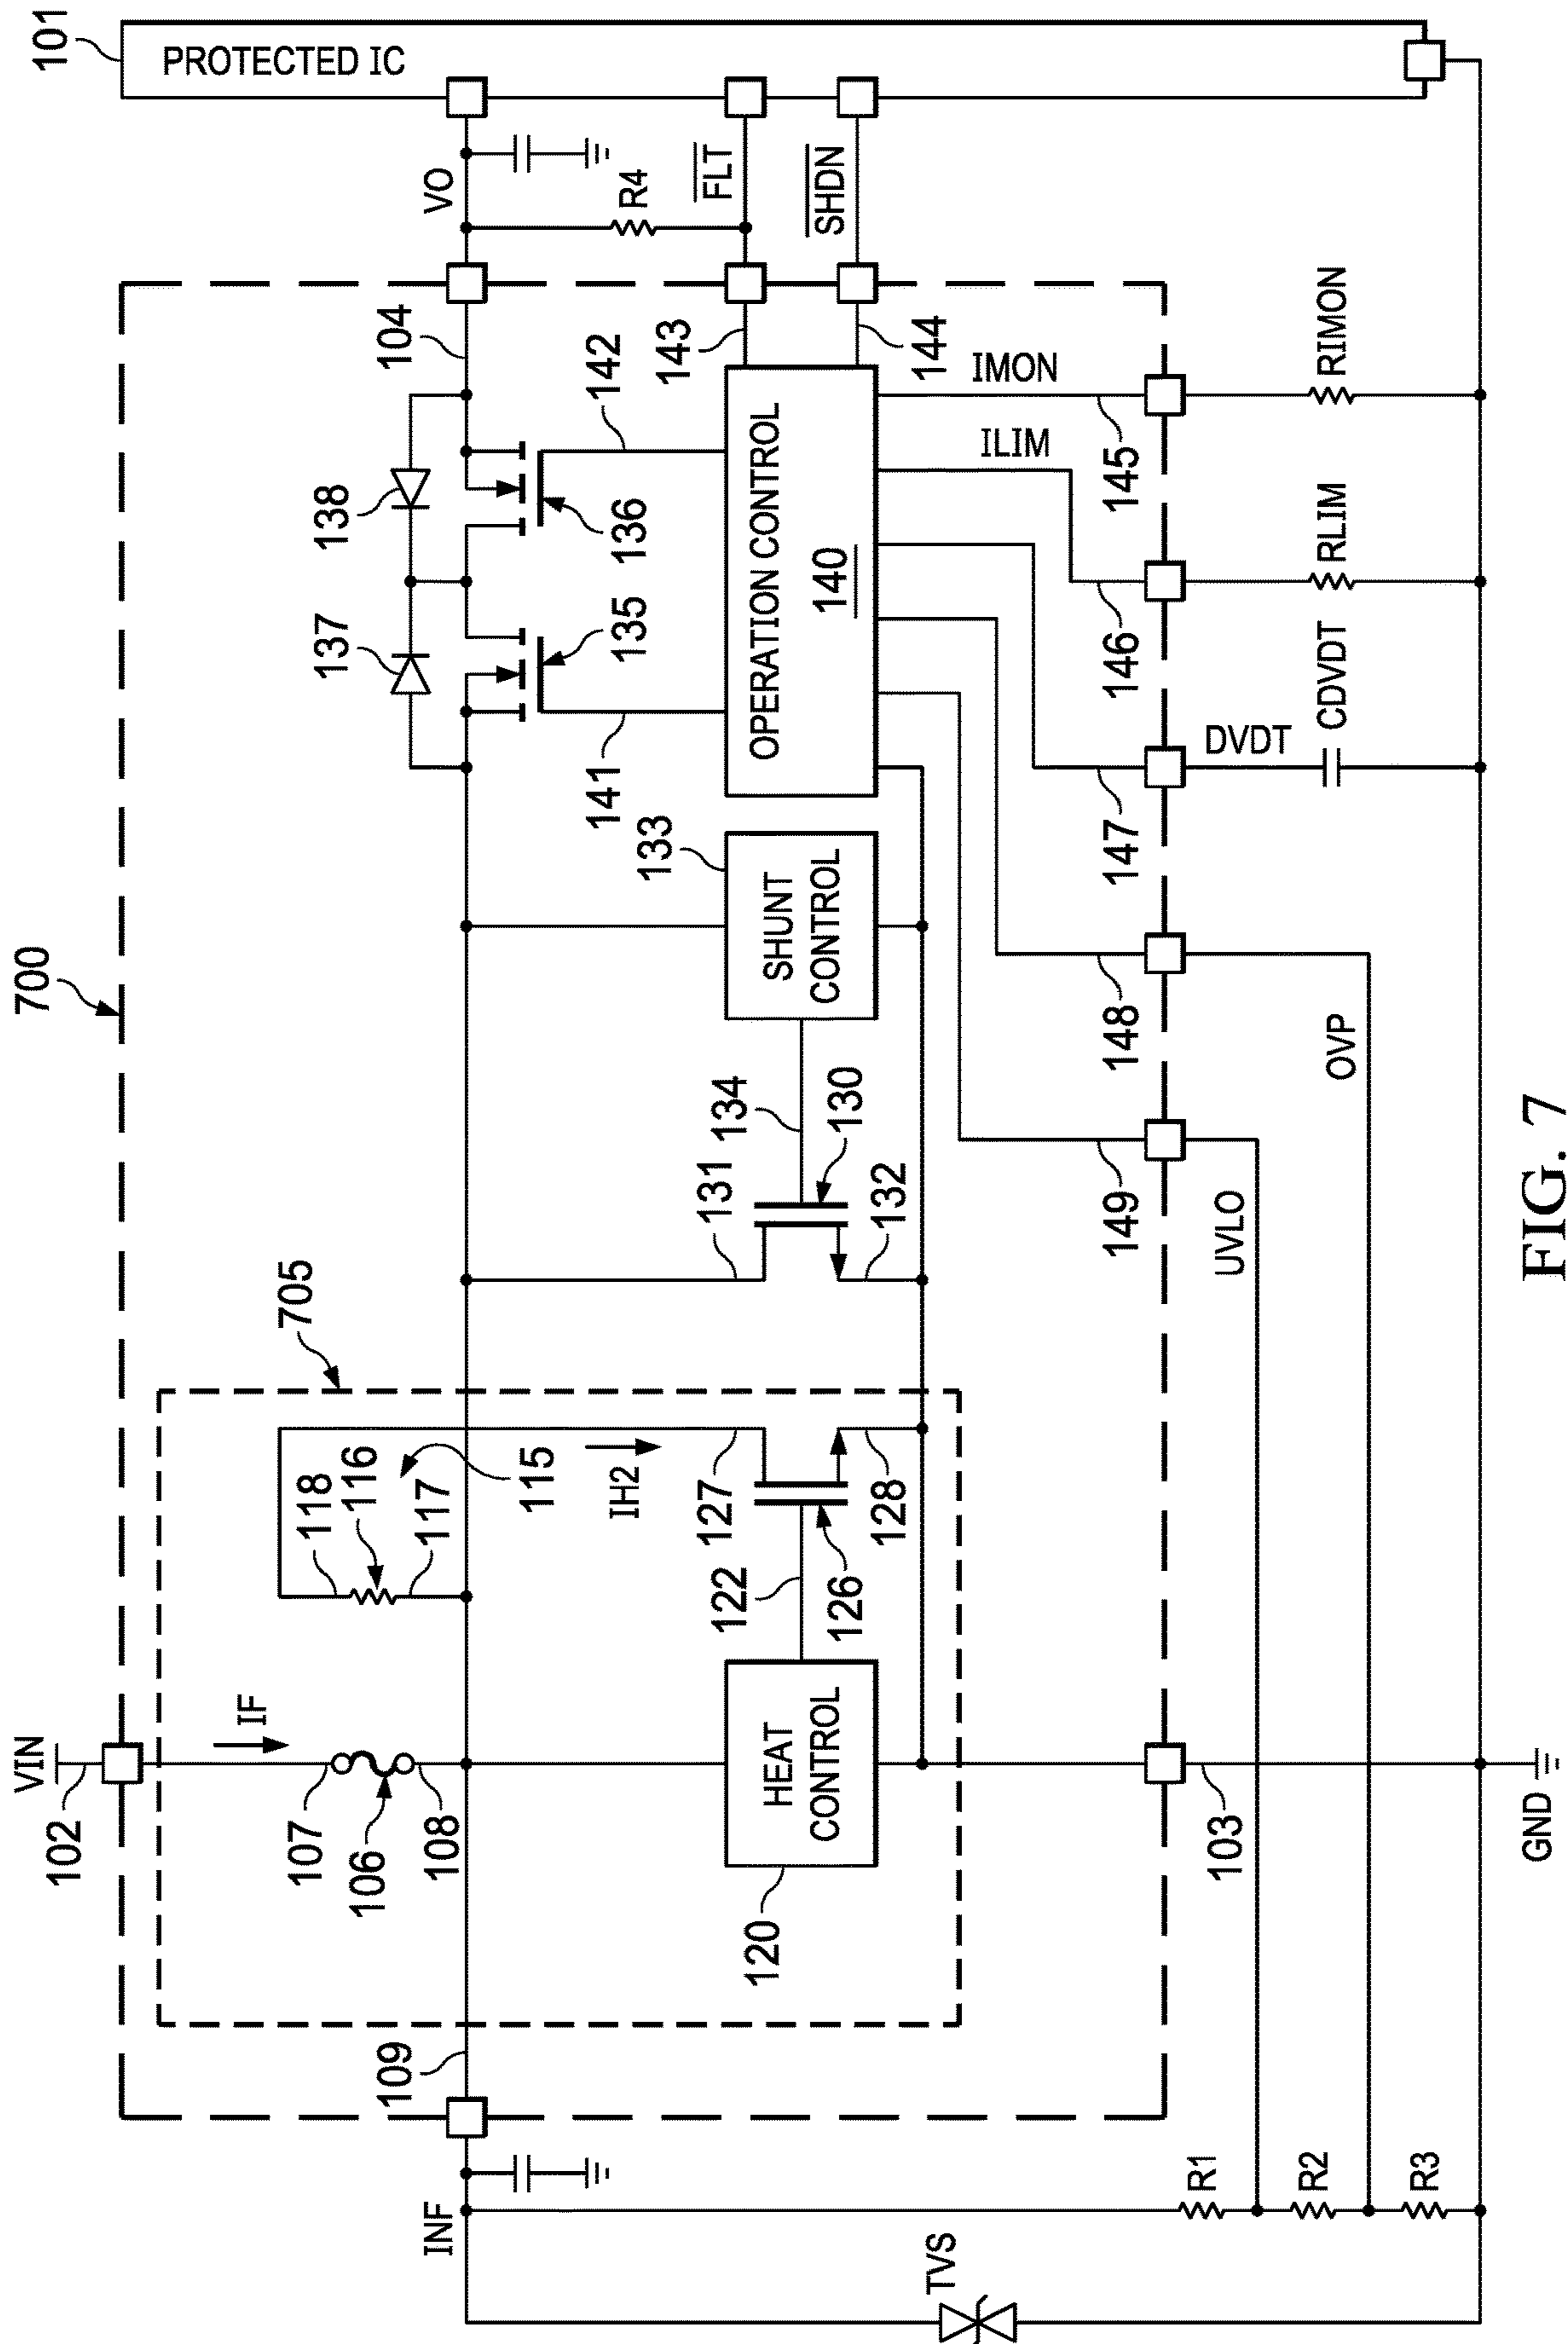 101
PROTECTED IC
VO
R4
FLT
SHDN
104
143
144
138
142
136
137
135
141
OPERATION CONTROL
140
IMON
145
RIMON
ILIM
146
RLIM
147
DVDT
CDVDT
700
133
SHUNT
CONTROL
134
130
131
132
148
OVP
149
UVLO
705
118
116
117
115
IH2
127
128
122
126
VIN
102
IF
107
106
108
HEAT
CONTROL
120
103
GND
109
INF
R1
R2
R3
TVS
FIG. 7